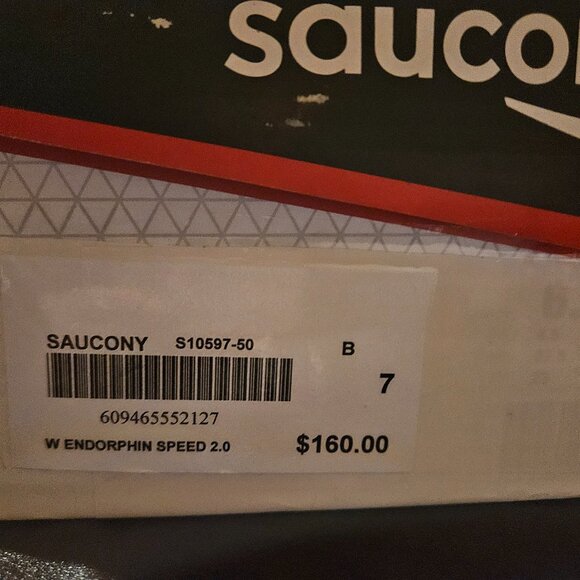 saucon
SAUCONY S10597-50 B
7
609465552127
W ENDORPHIN SPEED 2.0 $160.00